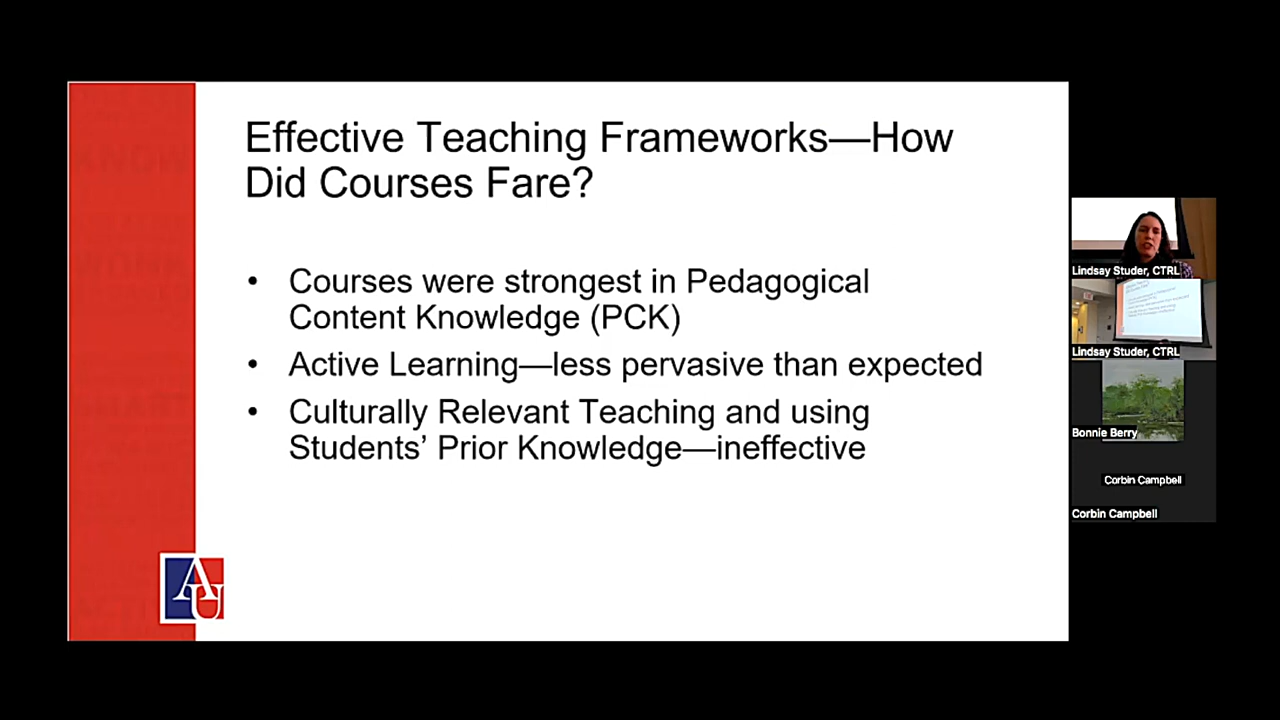 Effective Teaching Frameworks—How
Did Courses Fare?
• Courses were strongest in Pedagogical
Content Knowledge (PCK)
• Active Learning—less pervasive than expected
• Culturally Relevant Teaching and using
Students’ Prior Knowledge—ineffective
AU
Lindsay Studer, CTRL
Lindsay Studer, CTRL
Bonnie Berry
Corbin Campbell
Corbin Campbell